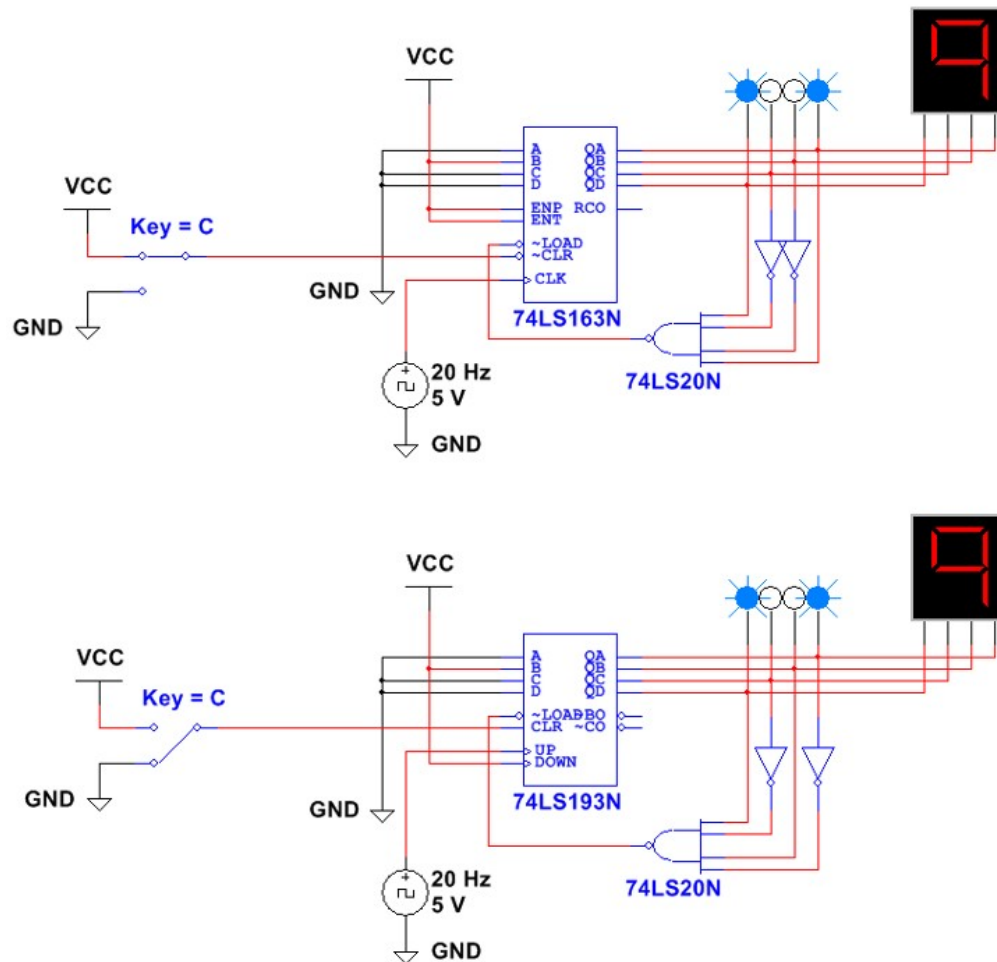 9
VCC
A QA
B QB
C QC
D QD
VCC
Key = C
ENP RCO
ENT
~LOAD
~CLR
CLK
GND
GND
74LS163N
20 Hz
5 V
74LS20N
GND
9
VCC
A QA
B QB
C QC
D QD
VCC
Key = C
~LOAD ~BO
CLR ~CO
UP
DOWN
GND
GND
74LS193N
20 Hz
5 V
74LS20N
GND